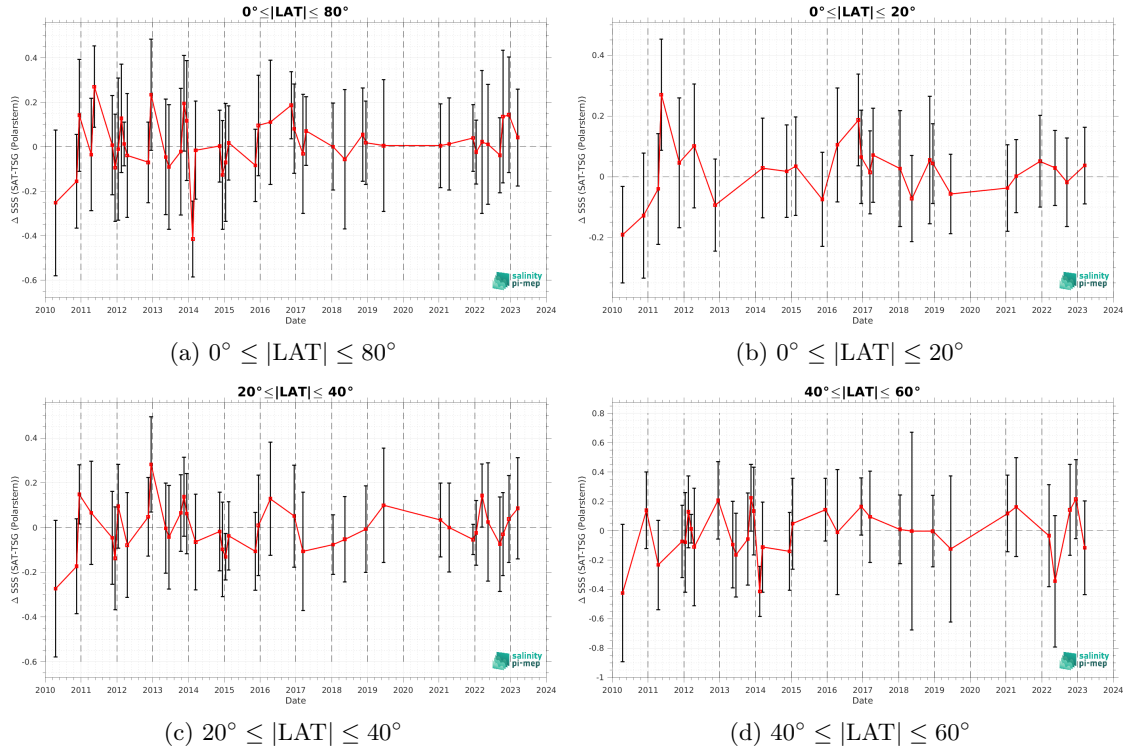 0°≤|LAT|≤ 80°
Δ SSS (SAT-TSG (Polarstern))
0.4
0.2
0
-0.2
-0.4
-0.6
2010 2011 2012 2013 2014 2015 2016 2017 2018 2019 2020 2021 2022 2023 2024
Date
salinity
pi-mep
(a) 0° ≤ |LAT| ≤ 80°
0°≤|LAT|≤ 20°
Δ SSS (SAT-TSG (Polarstern))
0.4
0.2
0
-0.2
2010 2011 2012 2013 2014 2015 2016 2017 2018 2019 2020 2021 2022 2023 2024
Date
salinity
pi-mep
(b) 0° ≤ |LAT| ≤ 20°
20°≤|LAT|≤ 40°
Δ SSS (SAT-TSG (Polarstern))
0.4
0.2
0
-0.2
-0.4
-0.6
2010 2011 2012 2013 2014 2015 2016 2017 2018 2019 2020 2021 2022 2023 2024
Date
salinity
pi-mep
(c) 20° ≤ |LAT| ≤ 40°
40°≤|LAT|≤ 60°
Δ SSS (SAT-TSG (Polarstern))
0.8
0.6
0.4
0.2
0
-0.2
-0.4
-0.6
-0.8
-1
2010 2011 2012 2013 2014 2015 2016 2017 2018 2019 2020 2021 2022 2023 2024
Date
salinity
pi-mep
(d) 40° ≤ |LAT| ≤ 60°